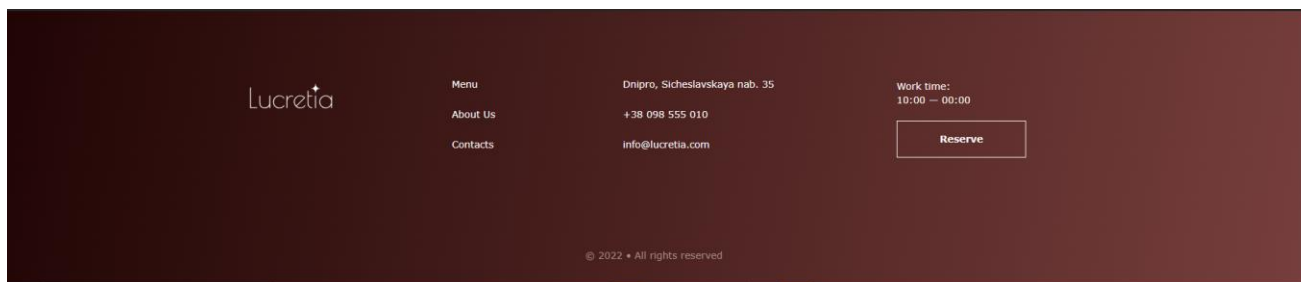 Lucretia
Menu
About Us
Contacts
Dnipro, Sicheslavskaya nab. 35
+38 098 555 010
info@lucretia.com
Work time:
10:00 — 00:00
Reserve
© 2022 • All rights reserved